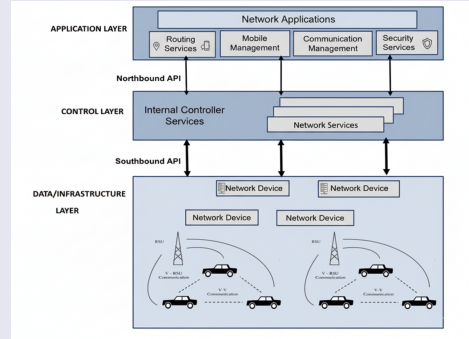 Network Applications
APPLICATION LAYER
Routing
Services
Mobile
Management
Communication
Management
Security
Services
Northbound API
CONTROL LAYER
Internal Controller
Services
Network Services
Southbound API
DATA/INFRASTRUCTURE
LAYER
Network Device
Network Device
Network Device
Network Device
RSU
RSU
V - RSU
Communication
V - RSU
Communication
V-V
Communication
V-V
Communication